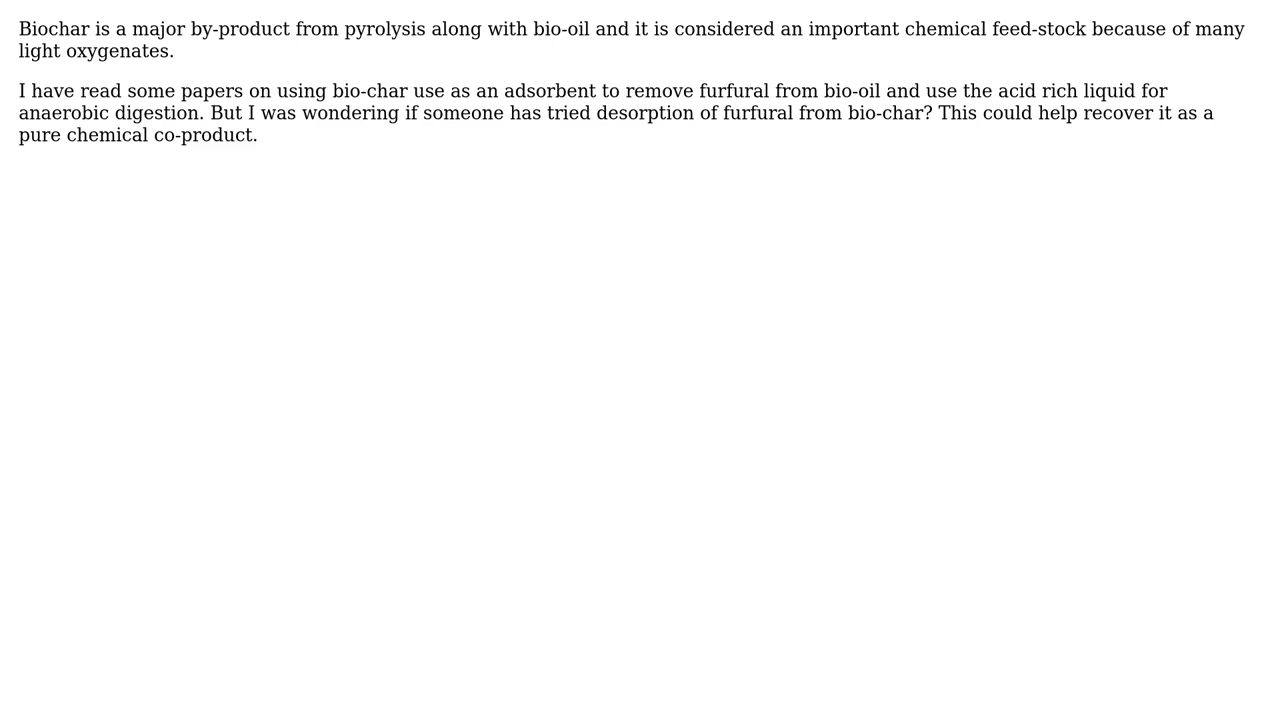 Biochar is a major by-product from pyrolysis along with bio-oil and it is considered an important chemical feed-stock because of many
light oxygenates.
I have read some papers on using bio-char use as an adsorbent to remove furfural from bio-oil and use the acid rich liquid for
anaerobic digestion. But I was wondering if someone has tried desorption of furfural from bio-char? This could help recover it as a
pure chemical co-product.